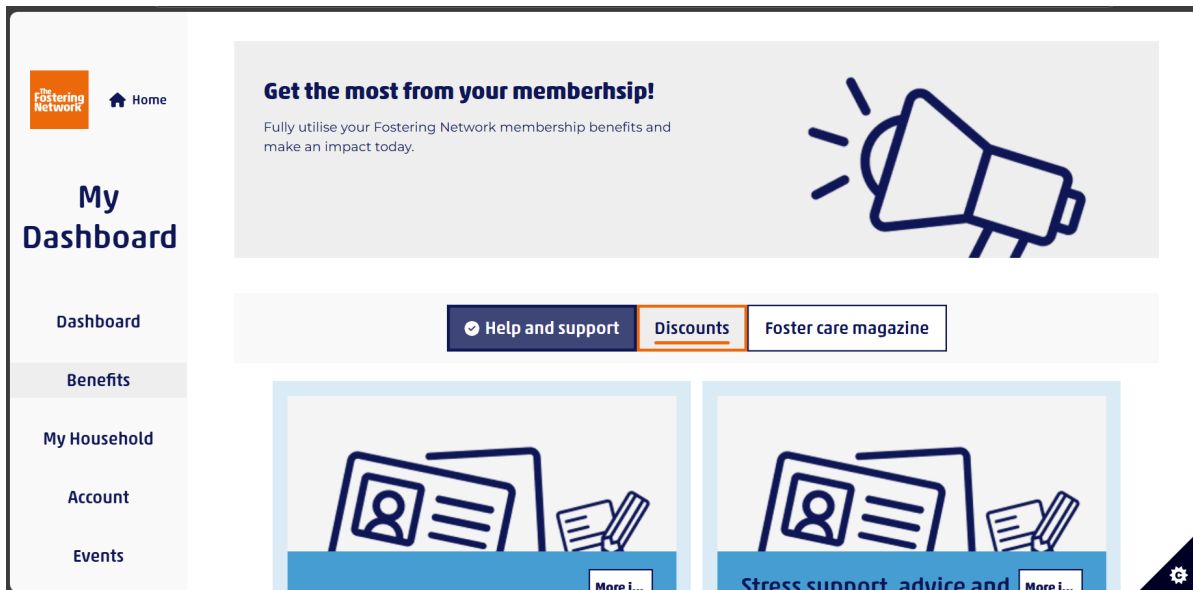 The
Fostering
Network
Home
My
Dashboard
Dashboard
Benefits
My Household
Account
Events
Get the most from your memberhsip!
Fully utilise your Fostering Network membership benefits and
make an impact today.
Help and support
Discounts
Foster care magazine
More i...
Stress support, advice and
More i...